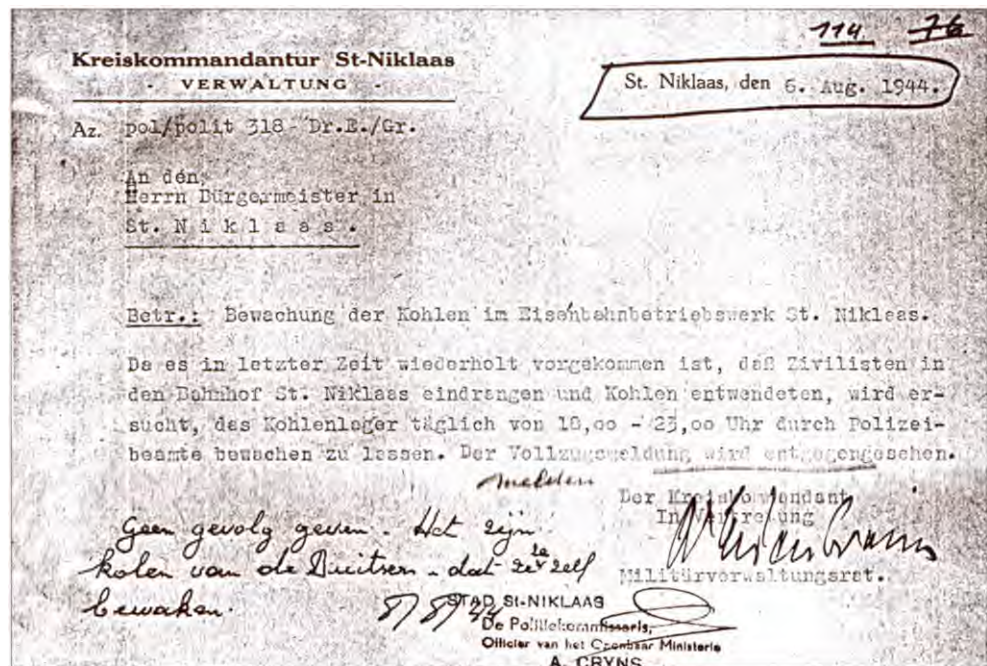 114 76
Kreiskommandantur St-Niklaas
- VERWALTUNG -
St. Niklaas, den 6. Aug. 1944.
Az. pol/polit 318- Dr.E./Gr.
An den
Herrn Bürgermeister in
St. Niklaas.
Betr.: Bewachung der Kohlen im Eisenbahnbetriebswerk St. Niklaas.
Da es in letzter Zeit wiederholt vorgekommen ist, daß Zivilisten in
den Bahnhof St. Niklaas eindrangen und Kohlen entwendeten, wird er-
sucht, das Kohlenlager täglich von 18,oo - 23,oo Uhr durch Polizei-
beamte bewachen zu lassen. Der Vollzugsmeldung wird entgegengesehen.
melden
Der Kreiskommandant
In Vertretung
Militärverwaltungsrat.
Geen gevolg geven. Het zijn
kolen van de Duitsen - dat ze ze zelf
bewaken.
8/8/44
STAD St-NIKLAAS
De Politiekommissaris,
Officier van het Openbaar Ministerie
A. CRYNS